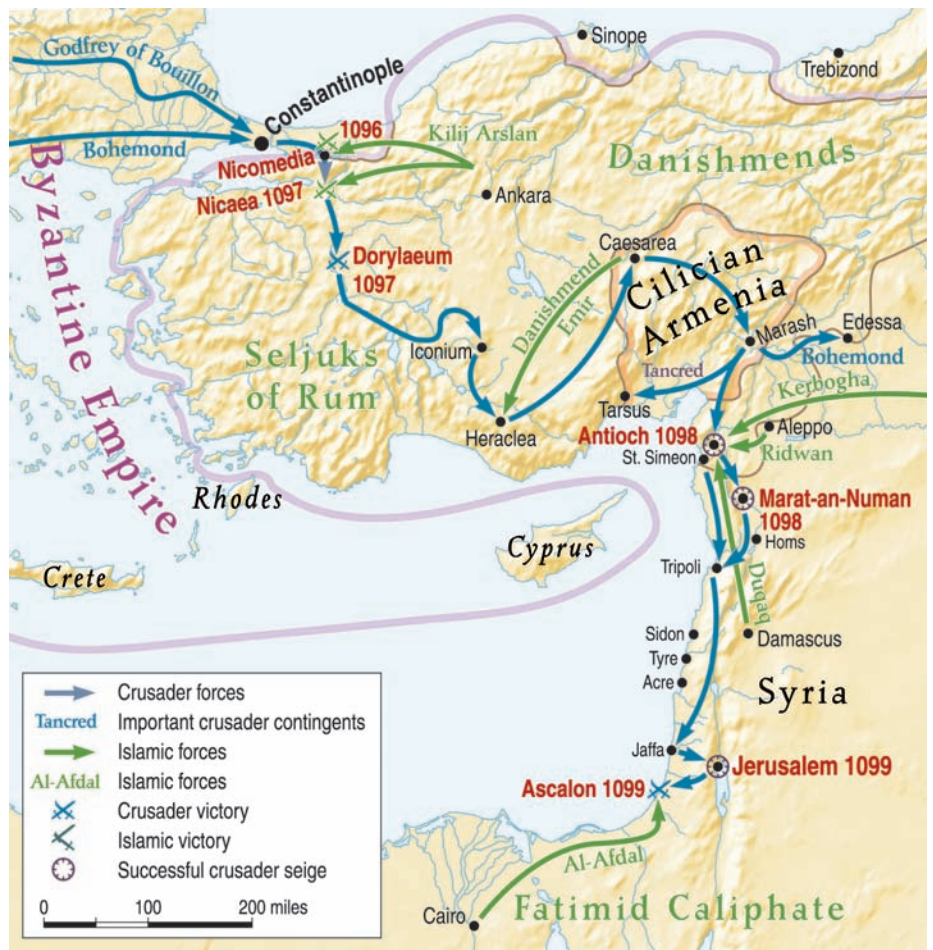 Godfrey of Bouillon
Bohemond
Constantinople
Sinope
Trebizond
1096
Kilij Arslan
Nicomedia
Nicaea 1097
Ankara
Danishmends
Byzantine Empire
Dorylaeum
1097
Caesarea
Cilician
Armenia
Danishmend
Emir
Marash
Edessa
Bohemond
Seljuks
of Rum
Iconium
Tancred
Kerbogha
Tarsus
Heraclea
Antioch 1098
Aleppo
St. Simeon
Ridwan
Rhodes
Marat-an-Numan
1098
Cyprus
Homs
Crete
Tripoli
Duqaq
Sidon
Damascus
Tyre
Acre
Syria
Jaffa
Jerusalem 1099
Ascalon 1099
Al-Afdal
Cairo
Fatimid Caliphate
Crusader forces
Tancred Important crusader contingents
Islamic forces
Al-Afdal Islamic forces
Crusader victory
Islamic victory
Successful crusader seige
0 100 200 miles